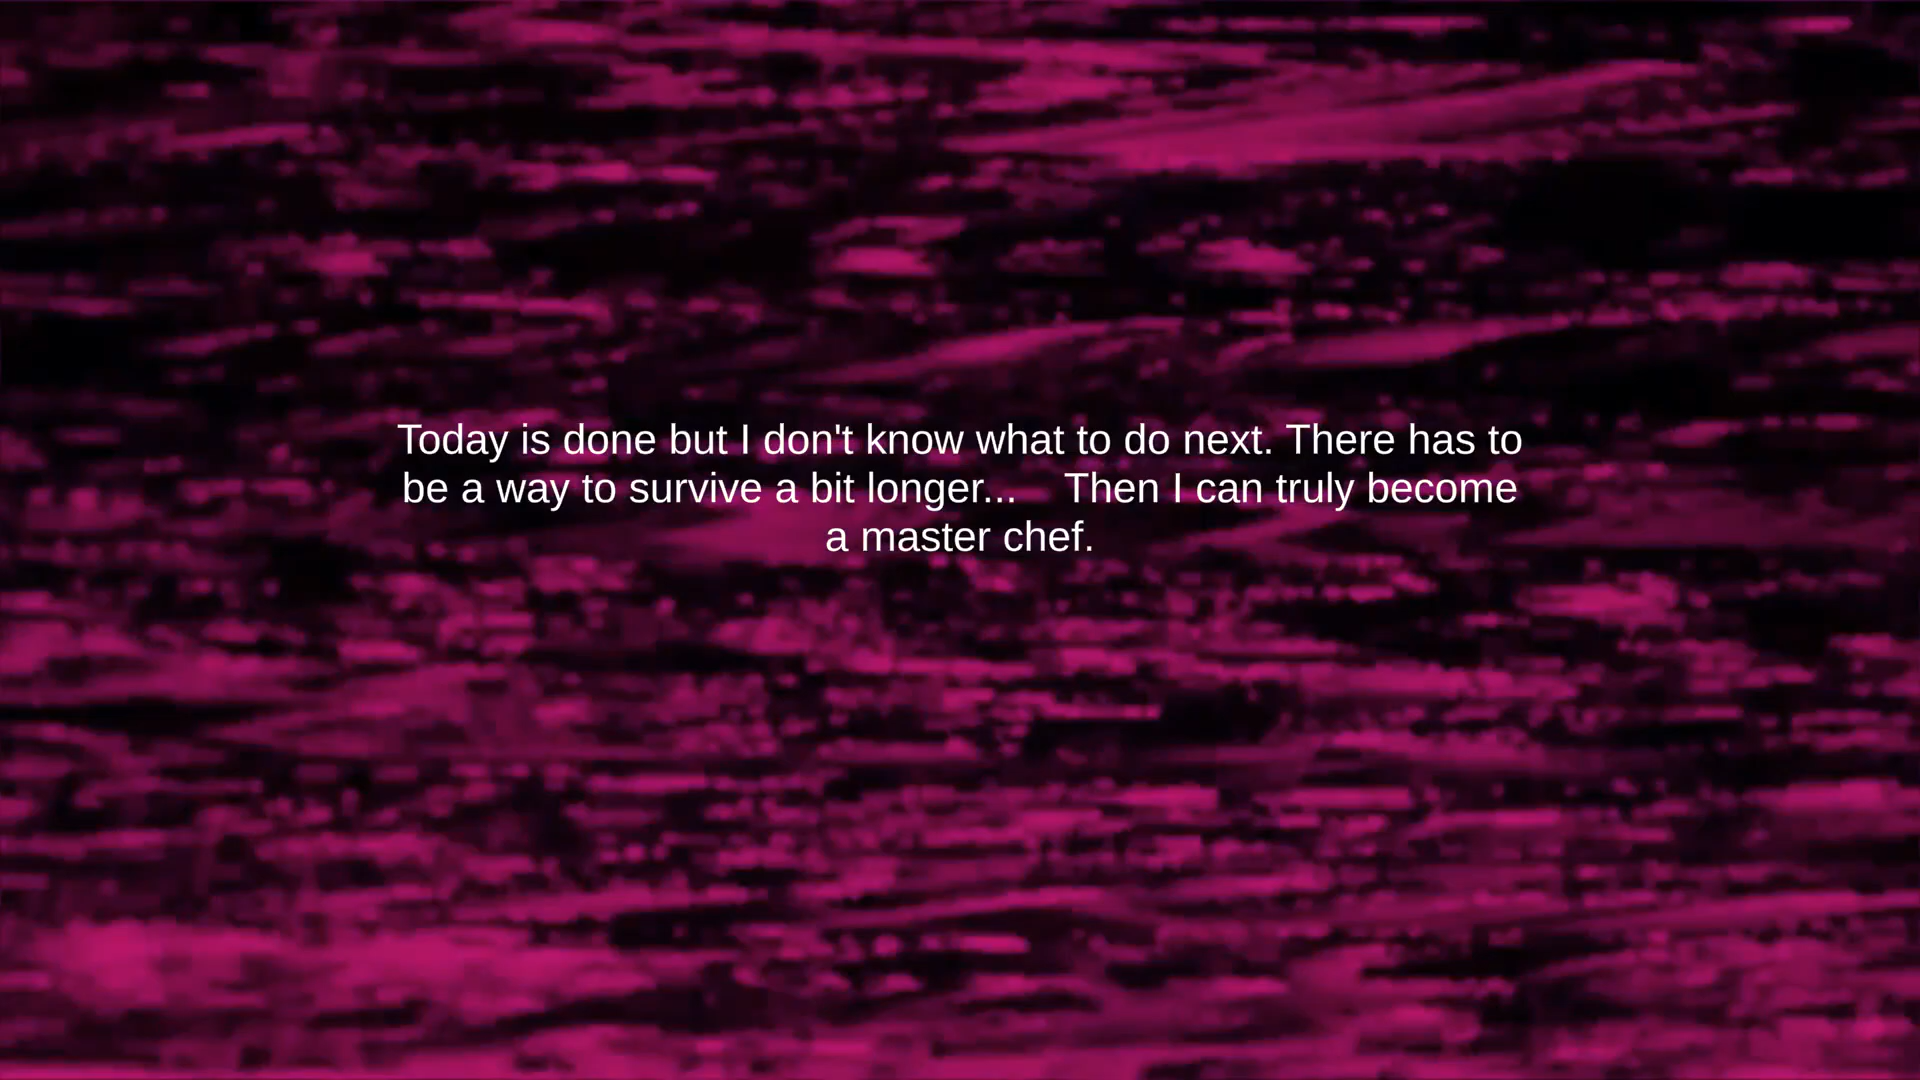 Today is done but I don't know what to do next. There has to
be a way to survive a bit longer...    Then I can truly become
a master chef.